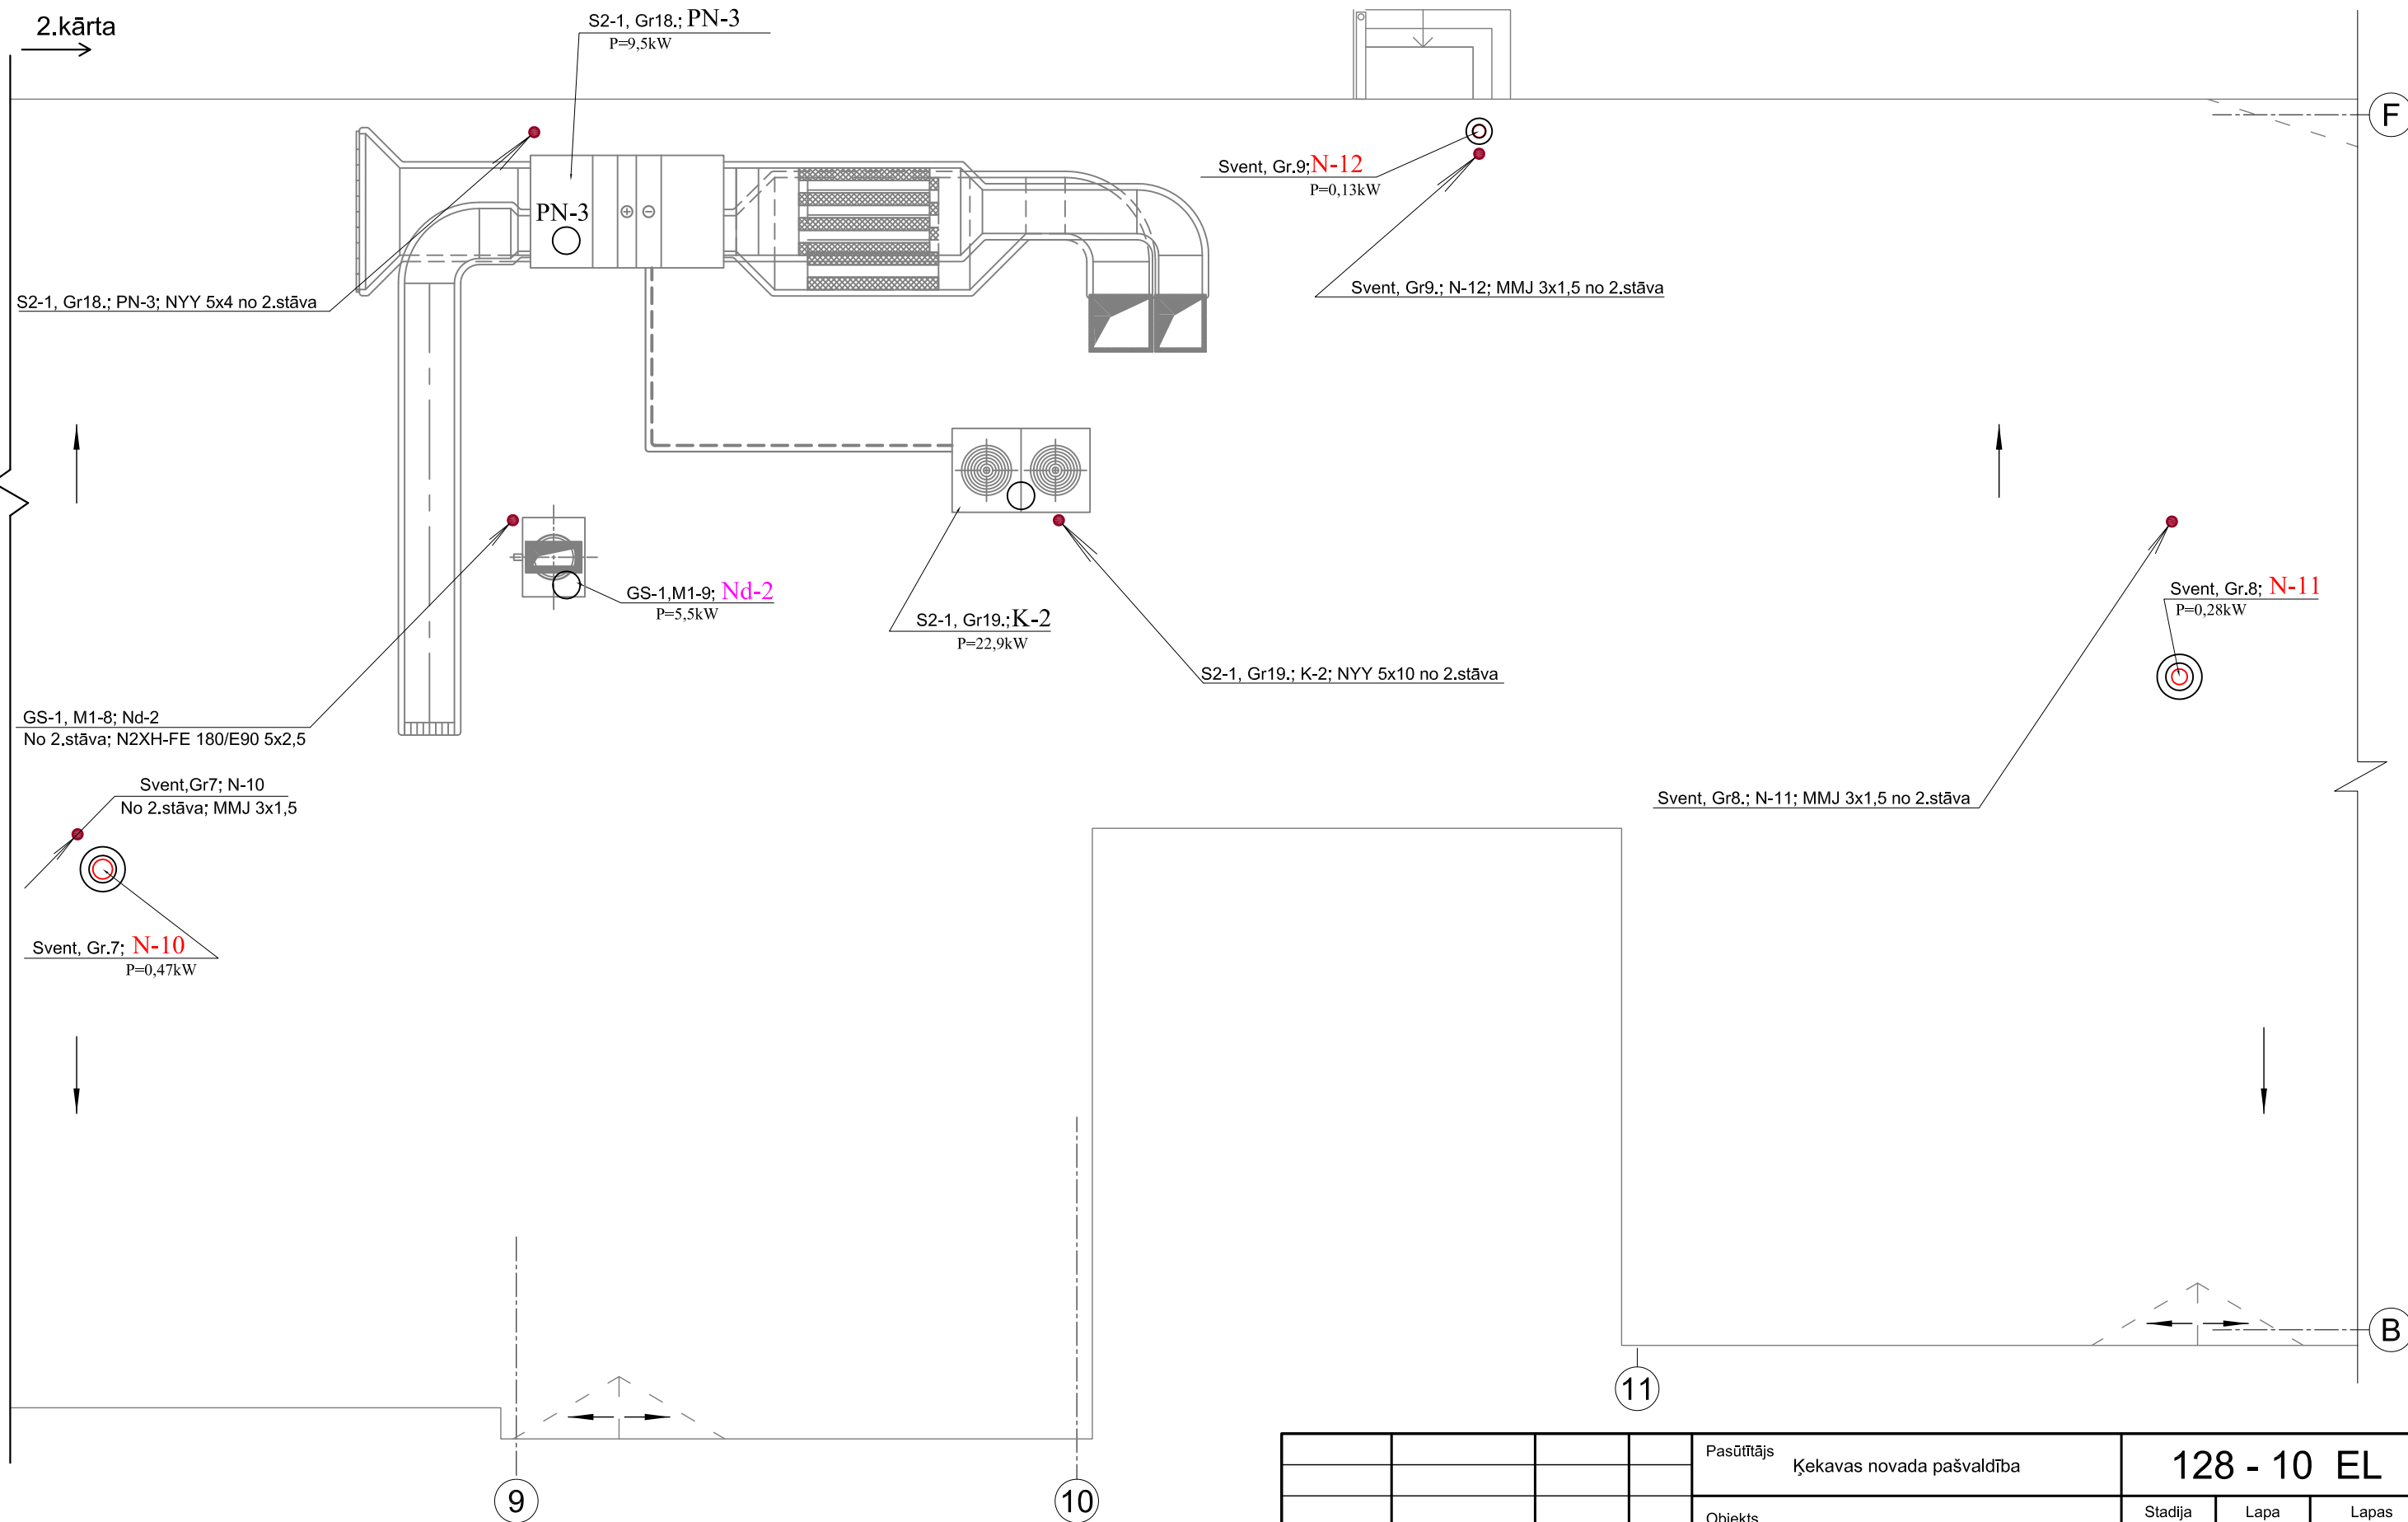 2.kārta
S2-1, Gr18.; PN-3
P=9,5kW
F
Svent, Gr.9; N-12
P=0,13kW
PN-3
S2-1, Gr18.; PN-3; NYY 5x4 no 2.stāva
Svent, Gr9.; N-12; MMJ 3x1,5 no 2.stāva
GS-1,M1-9; Nd-2
P=5,5kW
S2-1, Gr19.; K-2
P=22,9kW
Svent, Gr.8; N-11
P=0,28kW
S2-1, Gr19.; K-2; NYY 5x10 no 2.stāva
GS-1, M1-8; Nd-2
No 2.stāva; N2XH-FE 180/E90 5x2,5
Svent,Gr7; N-10
No 2.stāva; MMJ 3x1,5
Svent, Gr8.; N-11; MMJ 3x1,5 no 2.stāva
Svent, Gr.7; N-10
P=0,47kW
B
11
9
10
Pasūtītājs
Ķekavas novada pašvaldība
128 - 10 EL
Objekts
Stadija
Lapa
Lapas